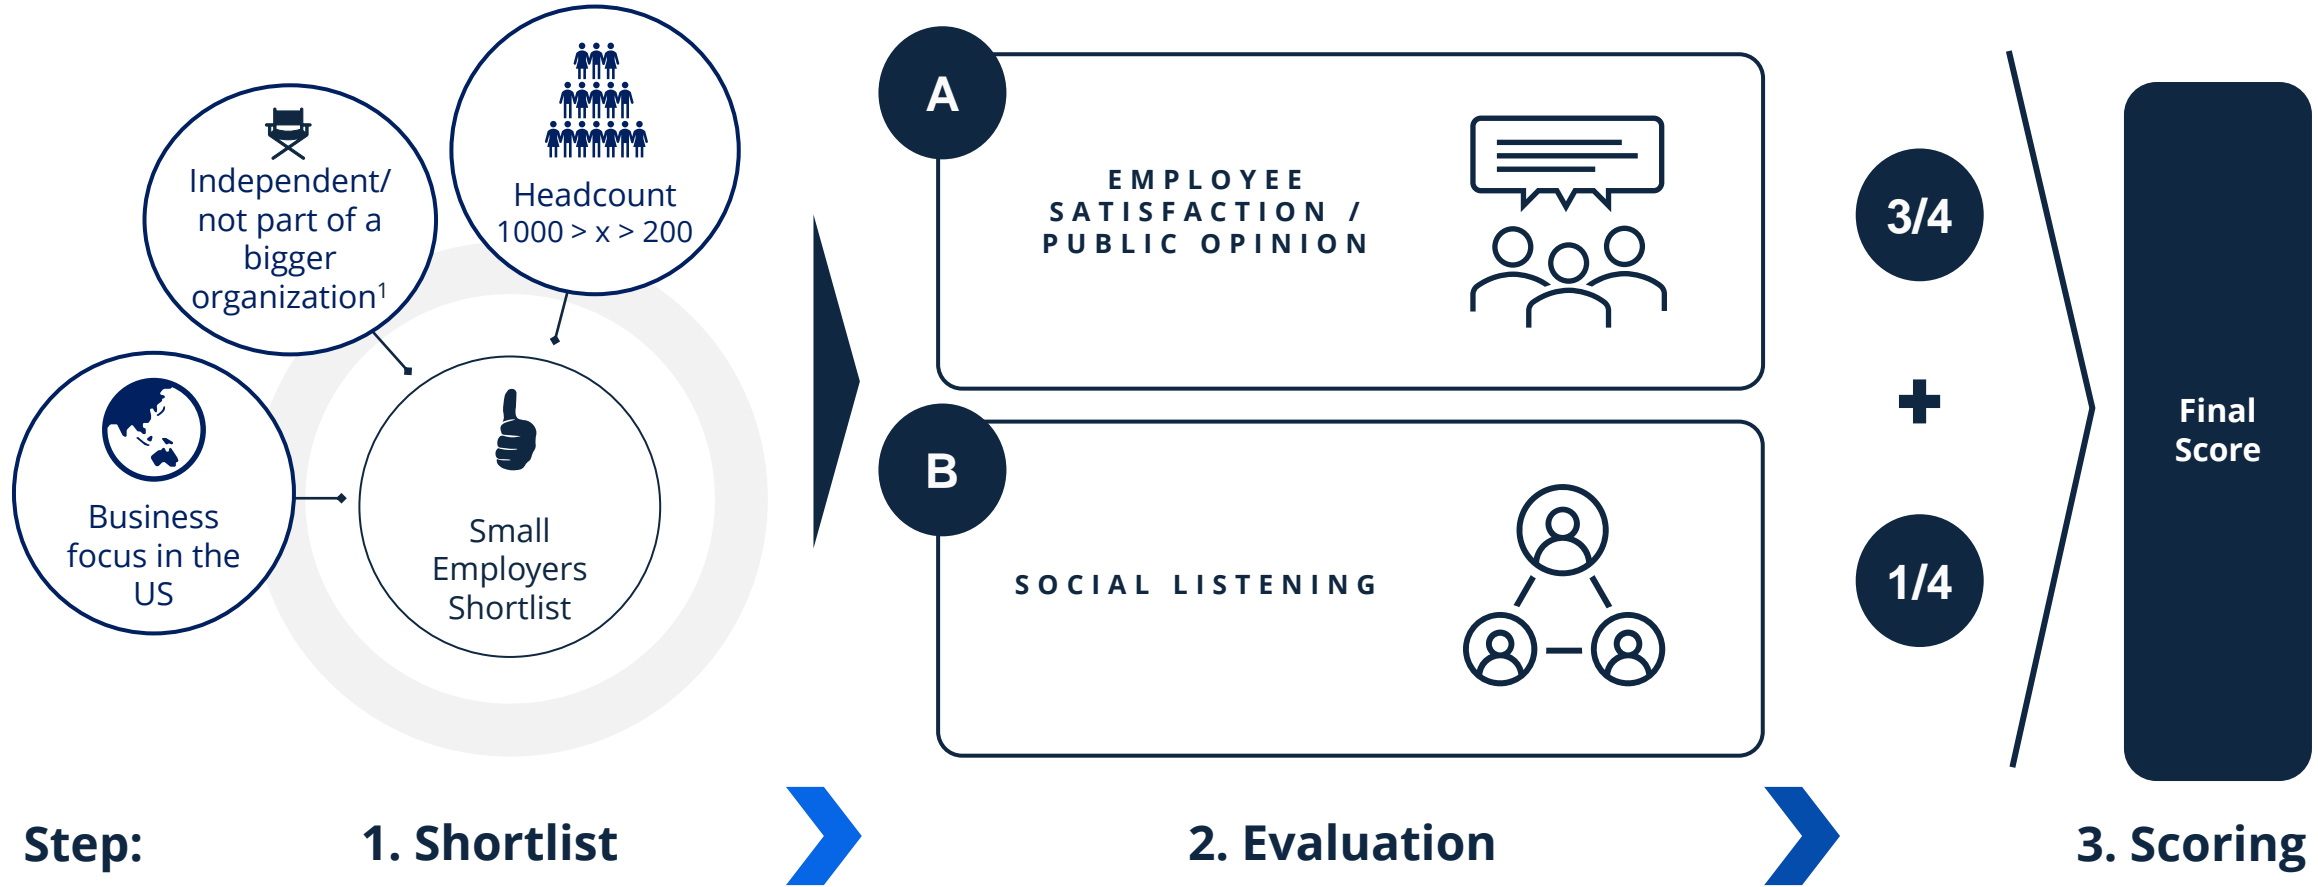 Independent/
not part of a
bigger
organization¹
Headcount
1000 > x > 200
Business
focus in the
US
Small
Employers
Shortlist
A
EMPLOYEE
SATISFACTION /
PUBLIC OPINION
B
SOCIAL LISTENING
3/4
+
1/4
Final
Score
Step:
1. Shortlist
2. Evaluation
3. Scoring